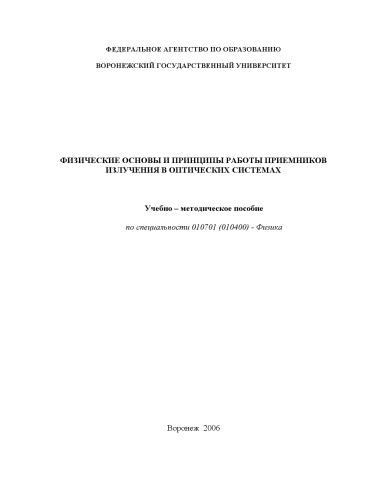 ФЕДЕРАЛЬНОЕ АГЕНТСТВО ПО ОБРАЗОВАНИЮ
ВОРОНЕЖСКИЙ ГОСУДАРСТВЕННЫЙ УНИВЕРСИТЕТ
ФИЗИЧЕСКИЕ ОСНОВЫ И ПРИНЦИПЫ РАБОТЫ ПРИЕМНИКОВ
ИЗЛУЧЕНИЯ В ОПТИЧЕСКИХ СИСТЕМАХ
Учебно – методическое пособие
по специальности 010701 (010400) - Физика
Воронеж 2006